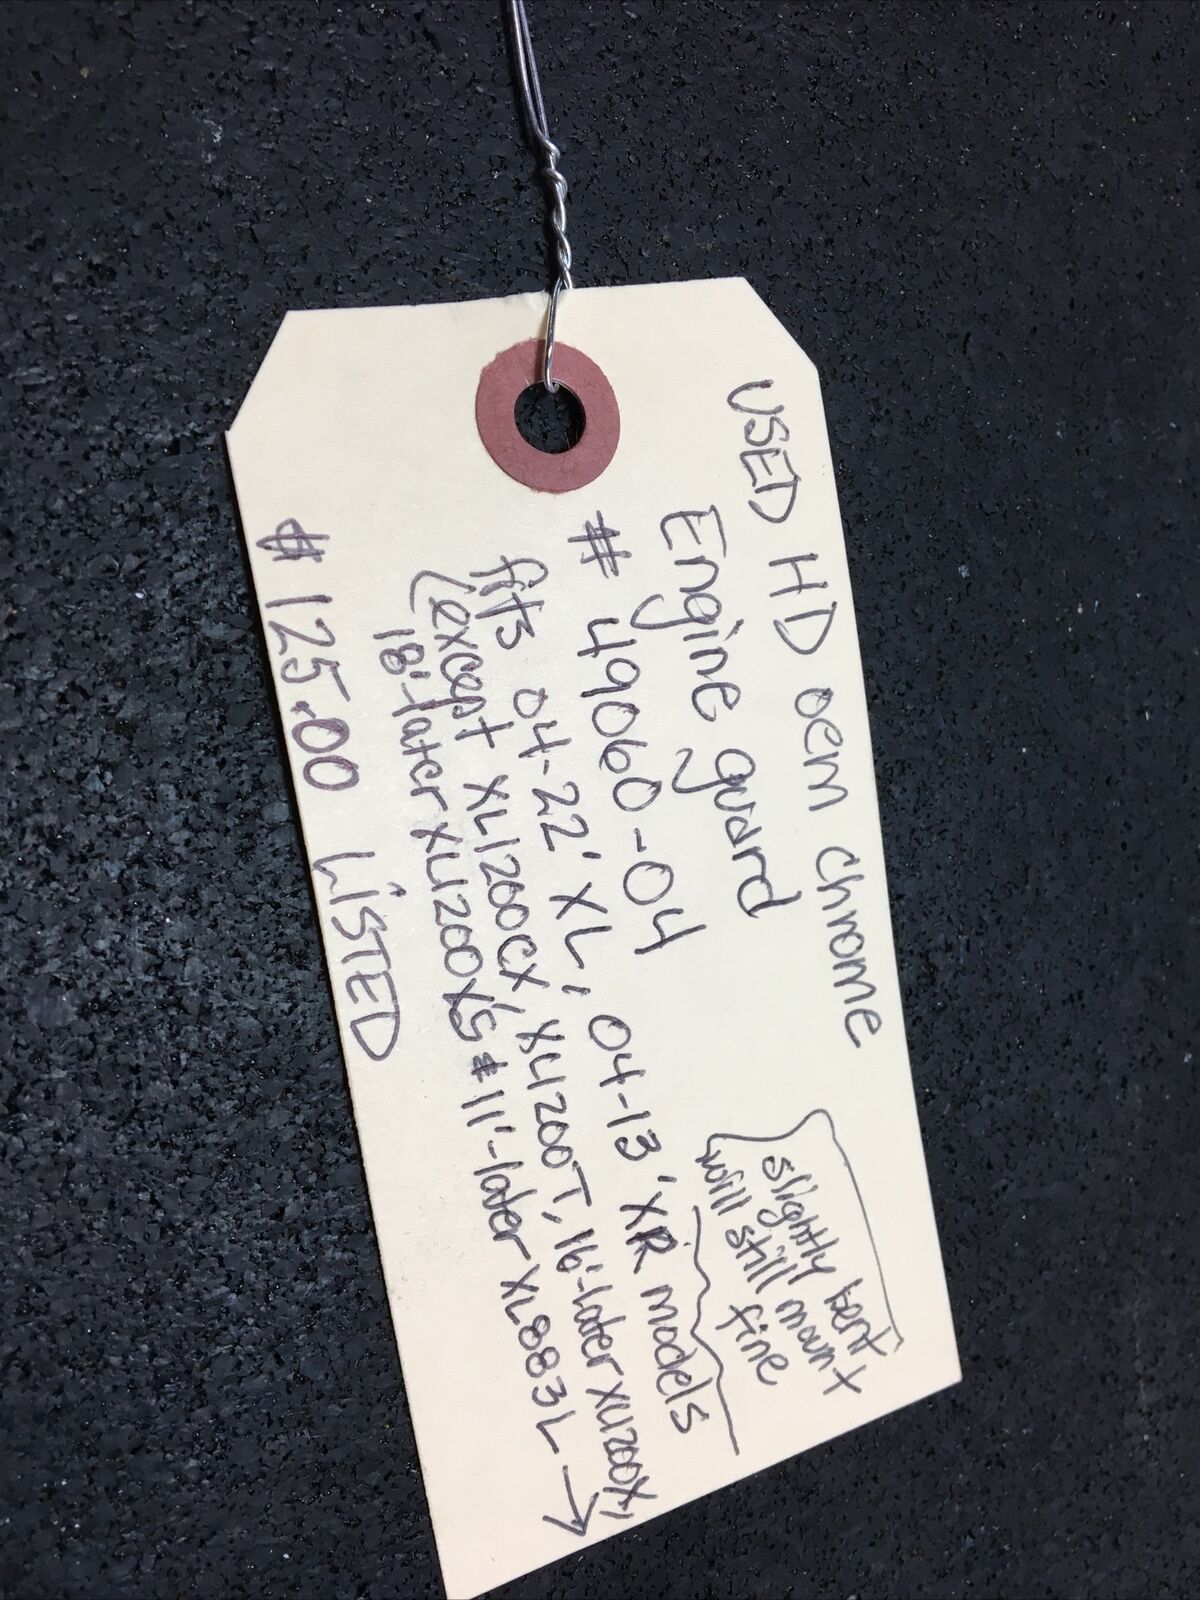 USED HD oem chrome
Engine guard
# 49060-04
fits 04-22' XL, 04-13' XR models
(except XL1200CX, XL1200T, 16'-later XL1200X,
18'-later XL1200XS & 11'-later XL883L →
$125.00 LiSTED
slightly bent
will still mount
fine